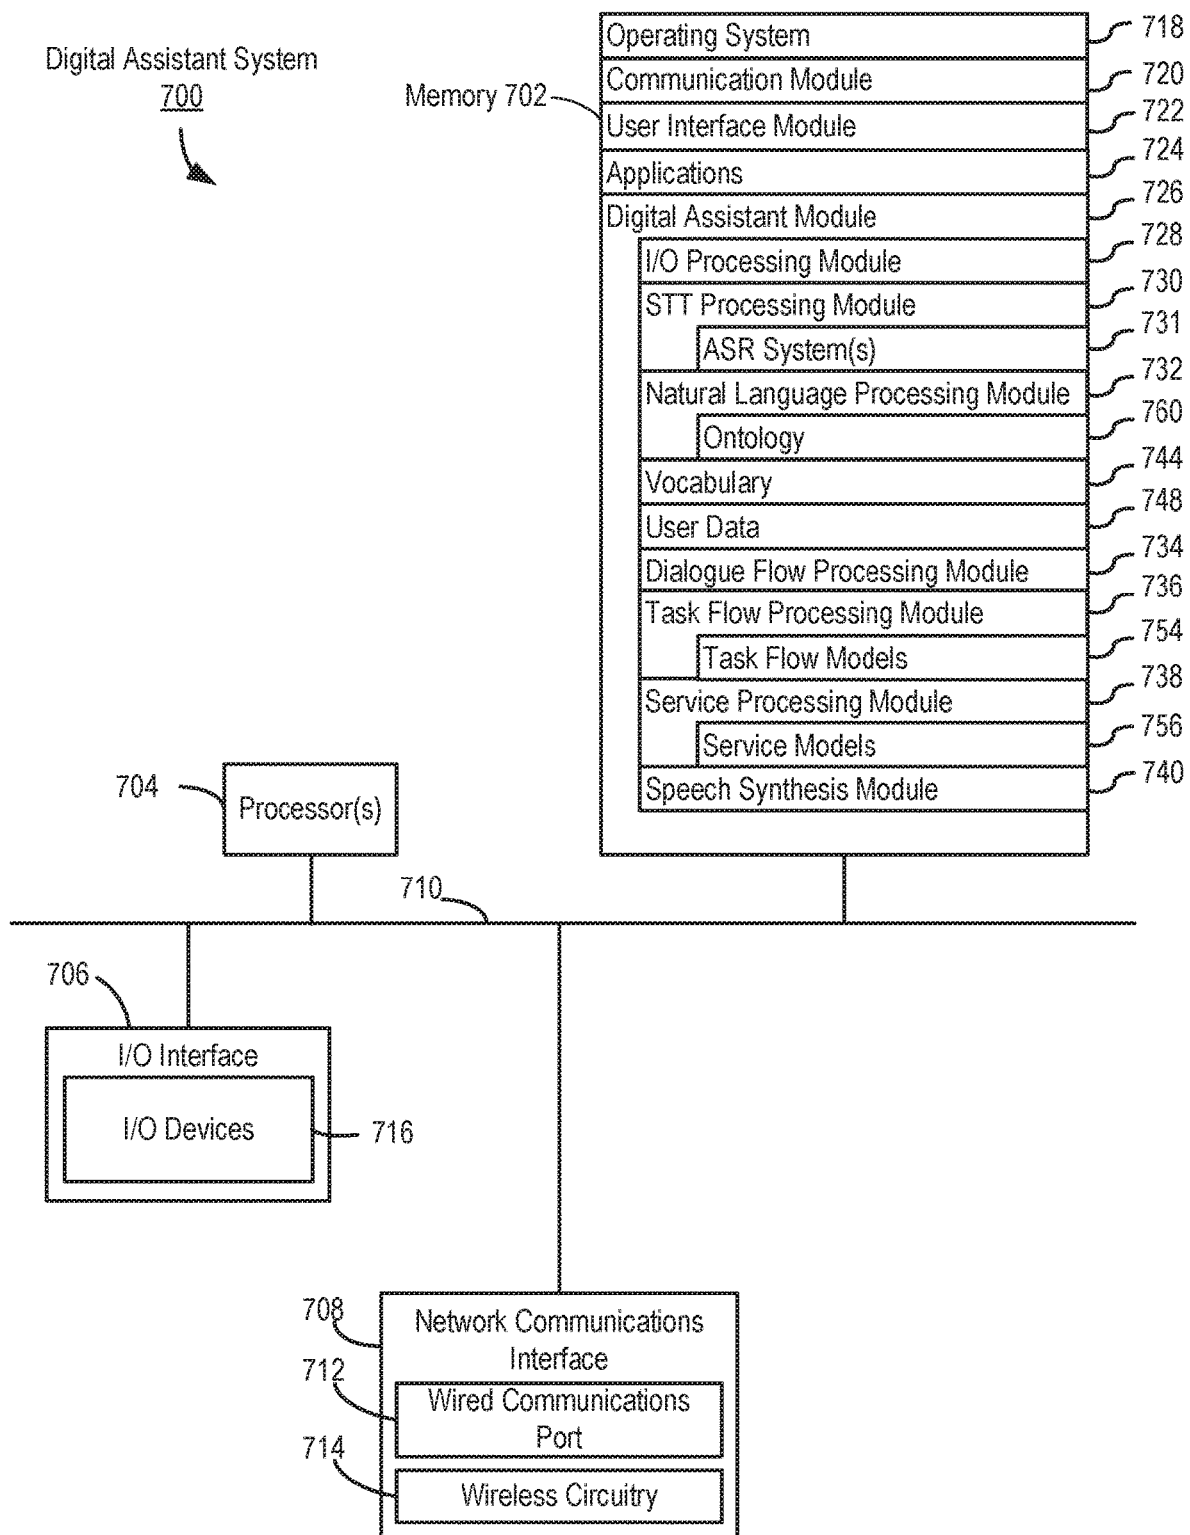 Digital Assistant System
700
Memory 702
Operating System 718
Communication Module 720
User Interface Module 722
Applications 724
Digital Assistant Module 726
I/O Processing Module 728
STT Processing Module 730
ASR System(s) 731
Natural Language Processing Module 732
Ontology 760
Vocabulary 744
User Data 748
Dialogue Flow Processing Module 734
Task Flow Processing Module 736
Task Flow Models 754
Service Processing Module 738
Service Models 756
Speech Synthesis Module 740
704
Processor(s)
710
706
I/O Interface
I/O Devices
716
708
Network Communications
Interface
712
Wired Communications
Port
714
Wireless Circuitry